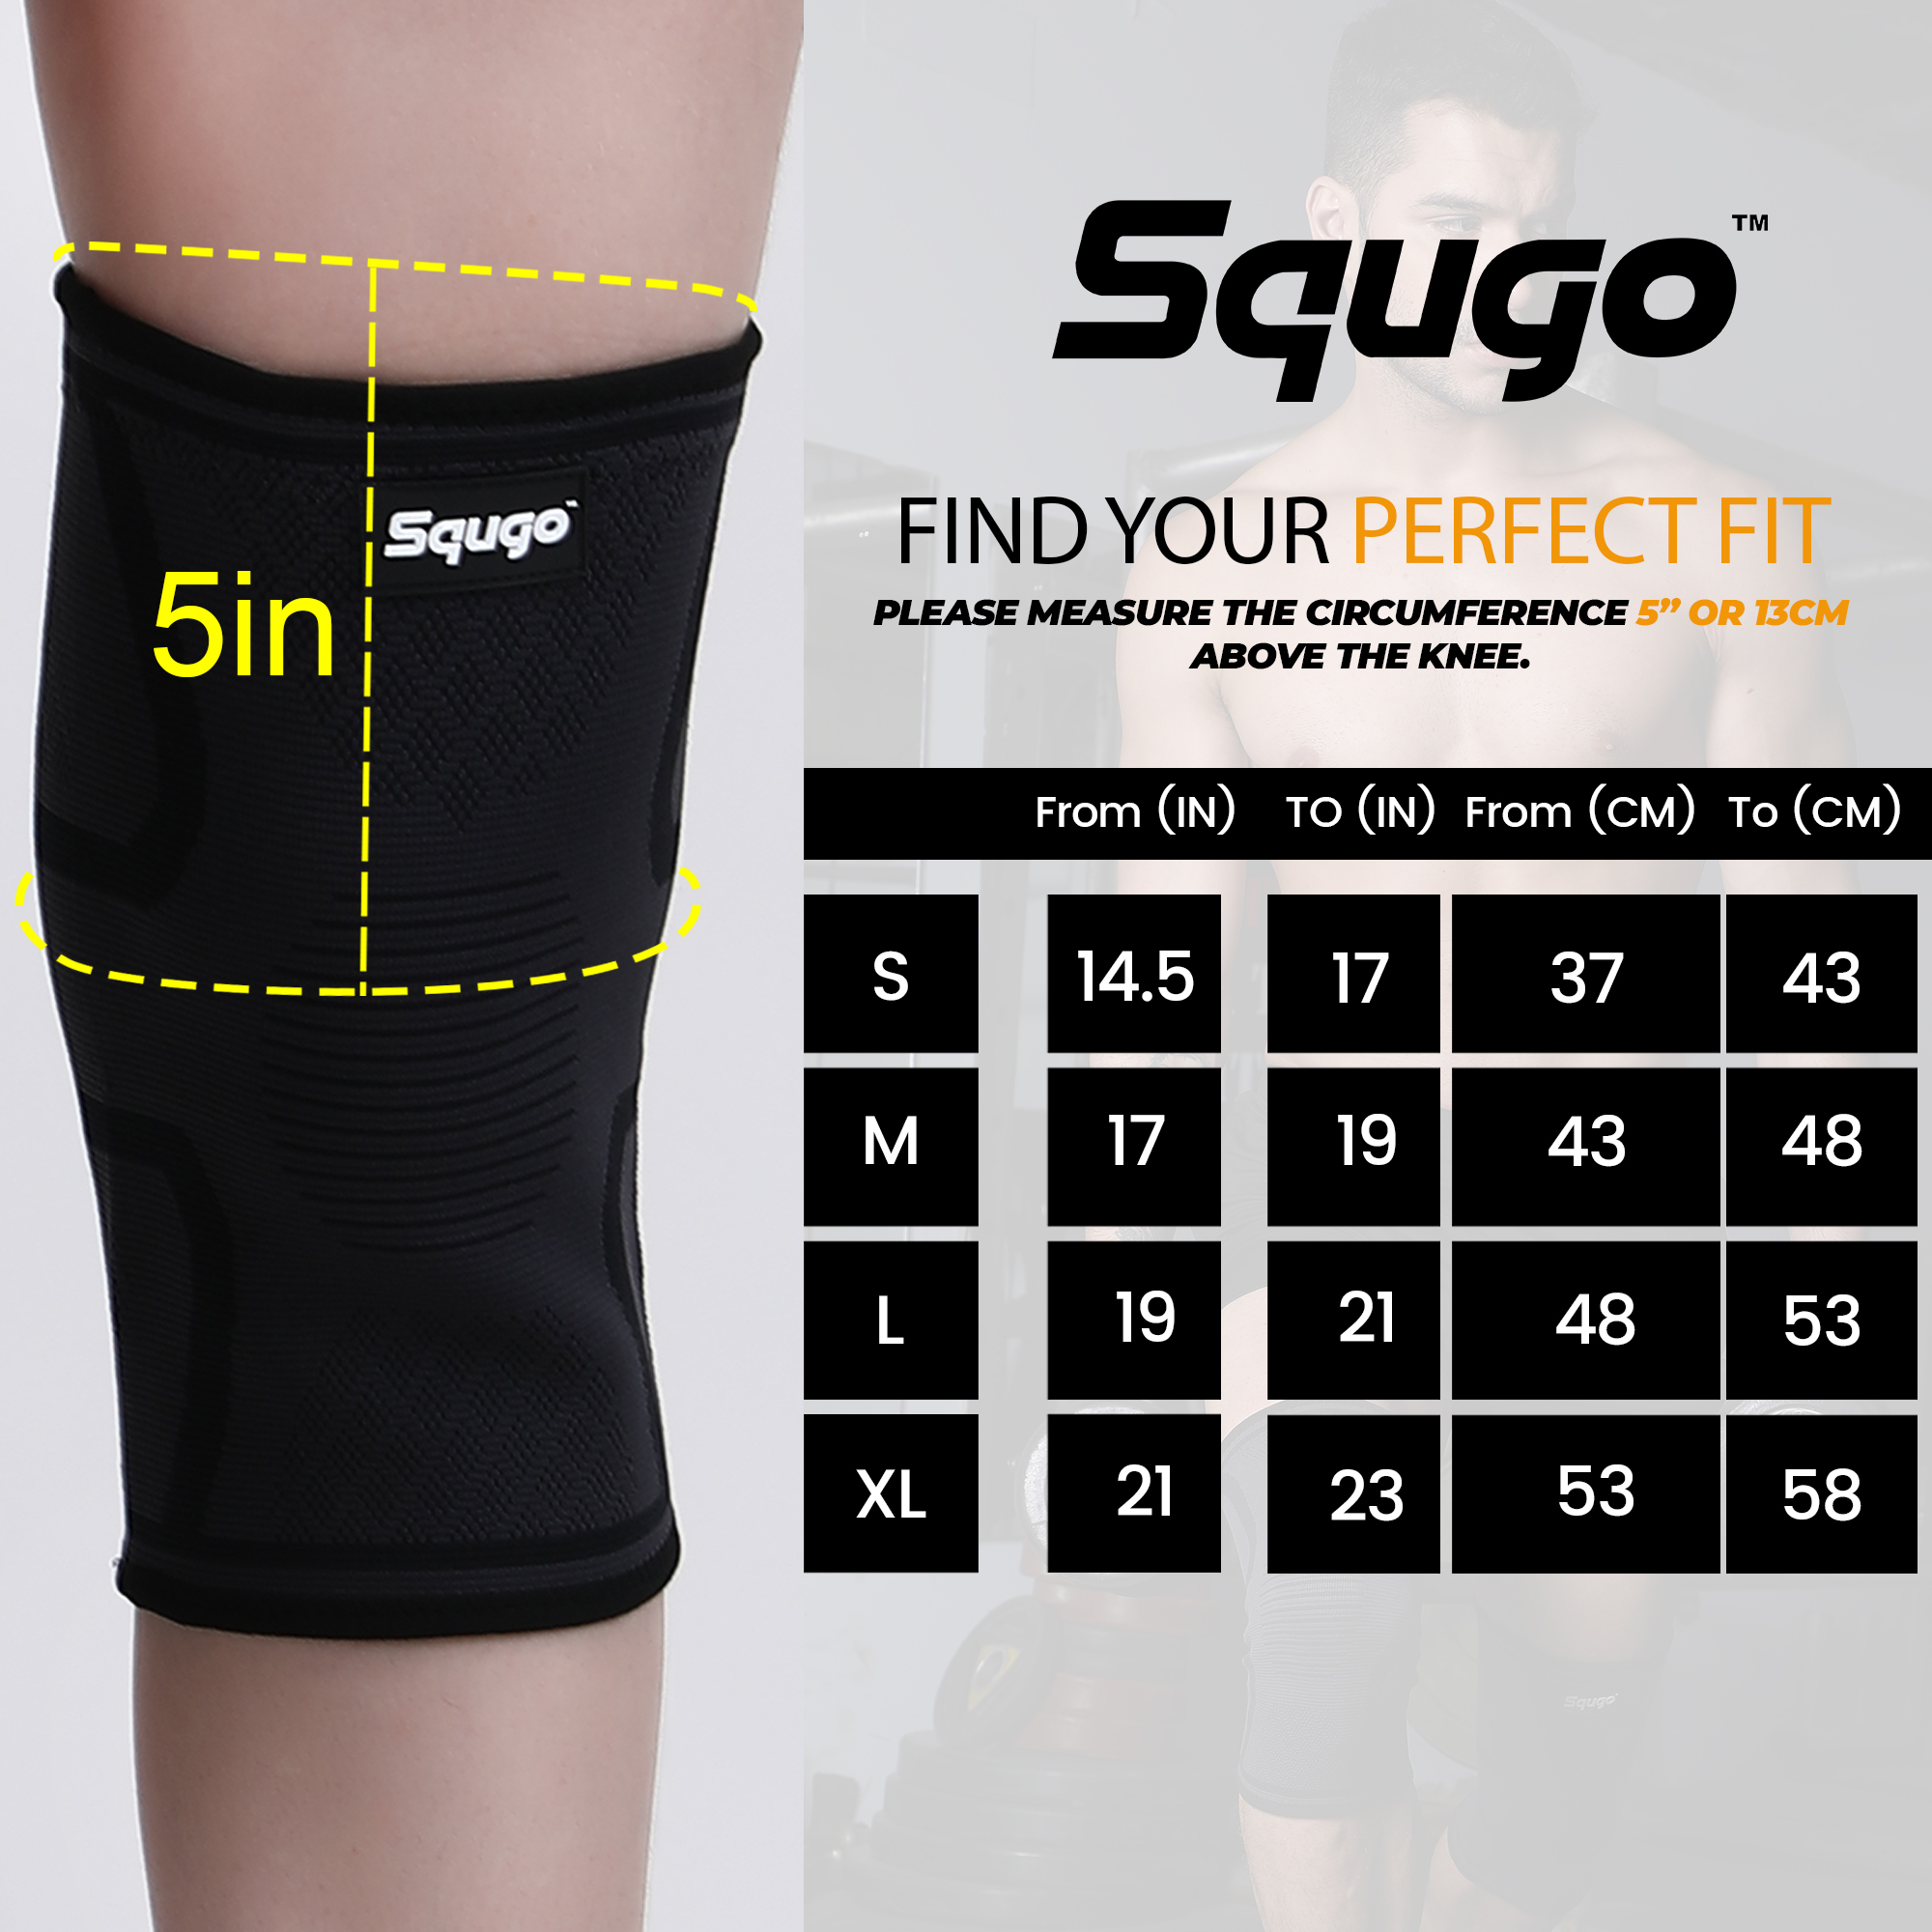 Squgo™
FIND YOUR PERFECT FIT
PLEASE MEASURE THE CIRCUMFERENCE 5” OR 13CM
ABOVE THE KNEE.
Squgo™
5in
From (IN) TO (IN) From (CM) To (CM)
S 14.5 17 37 43
M 17 19 43 48
L 19 21 48 53
XL 21 23 53 58
Squgo